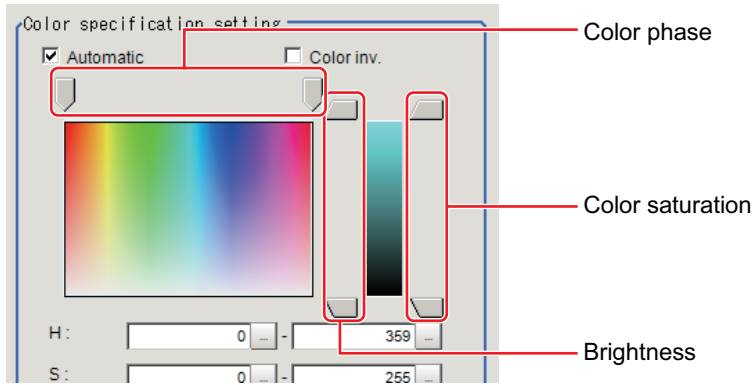 Color specification setting
Color phase
Automatic
Color inv.
Color saturation
H:
0 ... - 359 ...
Brightness
S:
0 ... - 255 ...